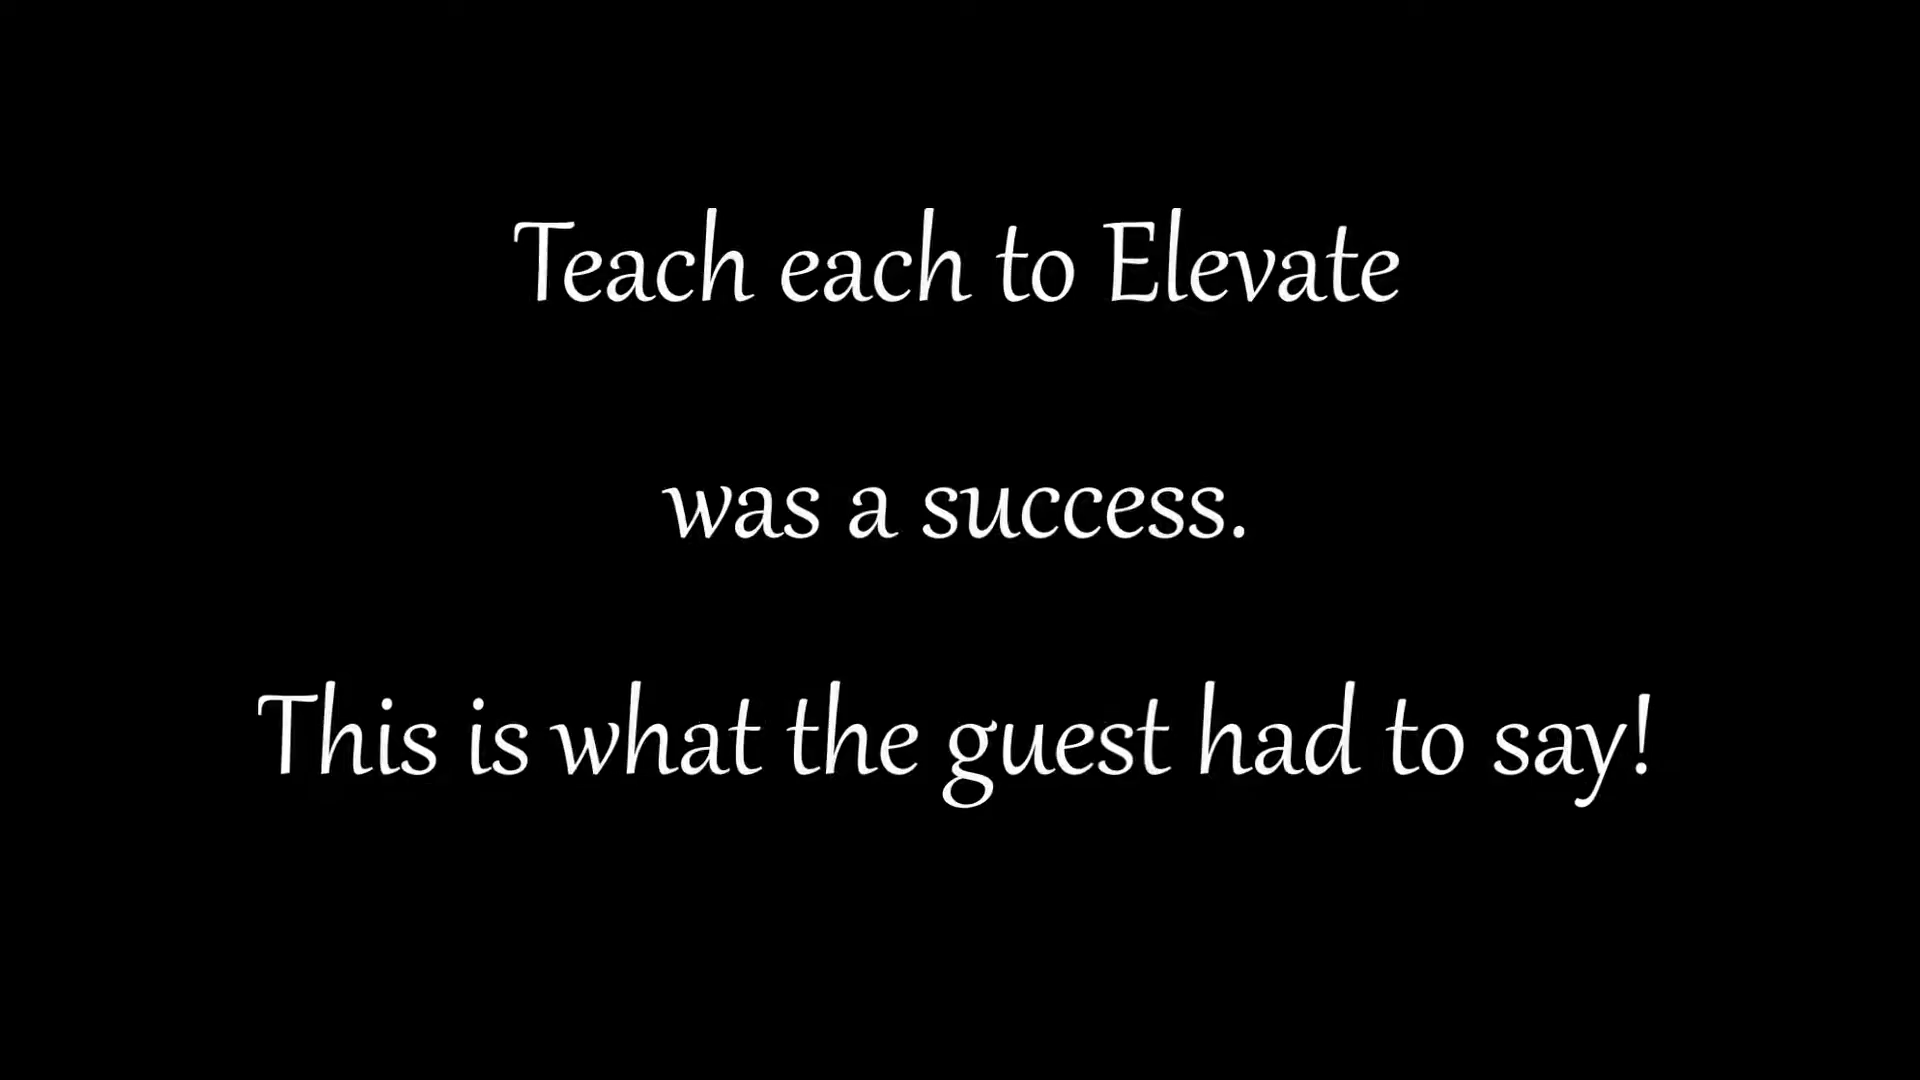 Teach each to Elevate
was a success.
This is what the guest had to say!